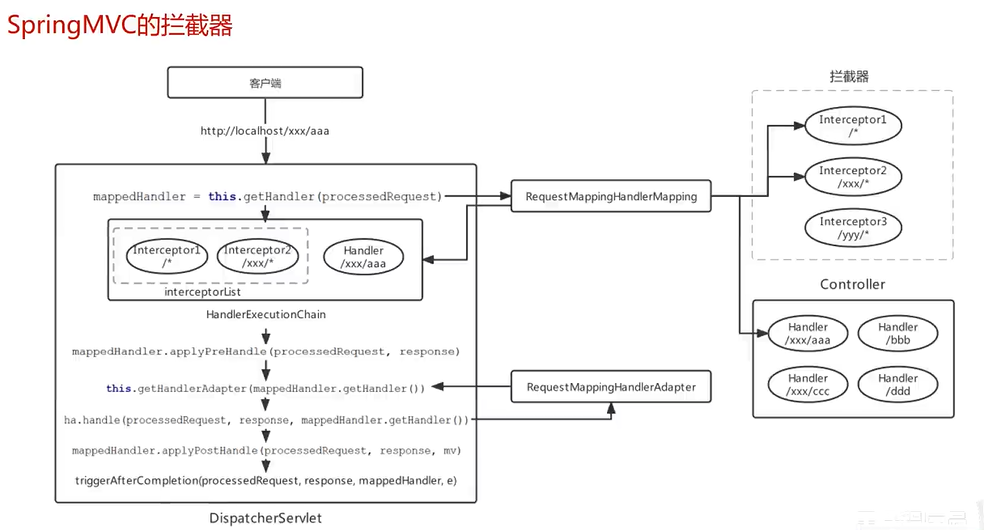 SpringMVC的拦截器
客户端
http://localhost/xxx/aaa
mappedHandler = this.getHandler(processedRequest)
Interceptor1
/*
Interceptor2
/xxx/*
interceptorList
Handler
/xxx/aaa
HandlerExecutionChain
mappedHandler.applyPreHandle(processedRequest, response)
this.getHandlerAdapter(mappedHandler.getHandler())
ha.handle(processedRequest, response, mappedHandler.getHandler())
mappedHandler.applyPostHandle(processedRequest, response, mv)
triggerAfterCompletion(processedRequest, response, mappedHandler, e)
DispatcherServlet
RequestMappingHandlerMapping
RequestMappingHandlerAdapter
拦截器
Interceptor1
/*
Interceptor2
/xxx/*
Interceptor3
/yyy/*
Controller
Handler
/xxx/aaa
Handler
/bbb
Handler
/xxx/ccc
Handler
/ddd